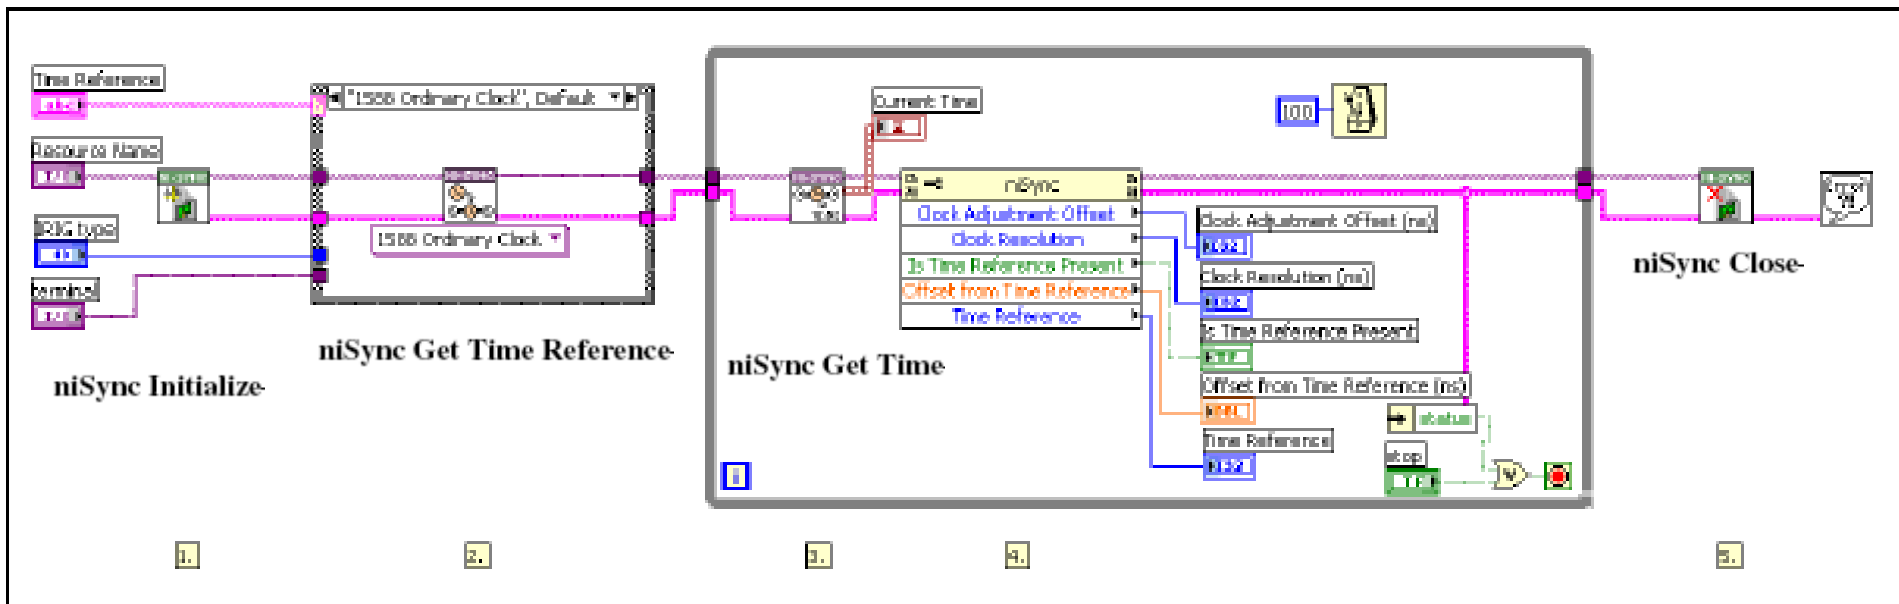 Time Reference
Resource Name
IRIG type
terminal
niSync Initialize
"1588 Ordinary Clock", Default
1588 Ordinary Clock
niSync Get Time Reference
Current Time
100
niSync
Clock Adjustment Offset
Clock Resolution
Is Time Reference Present
Offset from Time Reference
Time Reference
niSync Get Time
Clock Adjustment Offset (ns)
Clock Resolution (ns)
Is Time Reference Present
Offset from Time Reference (ns)
Time Reference
status
stop
i
niSync Close
1.
2.
3.
4.
5.